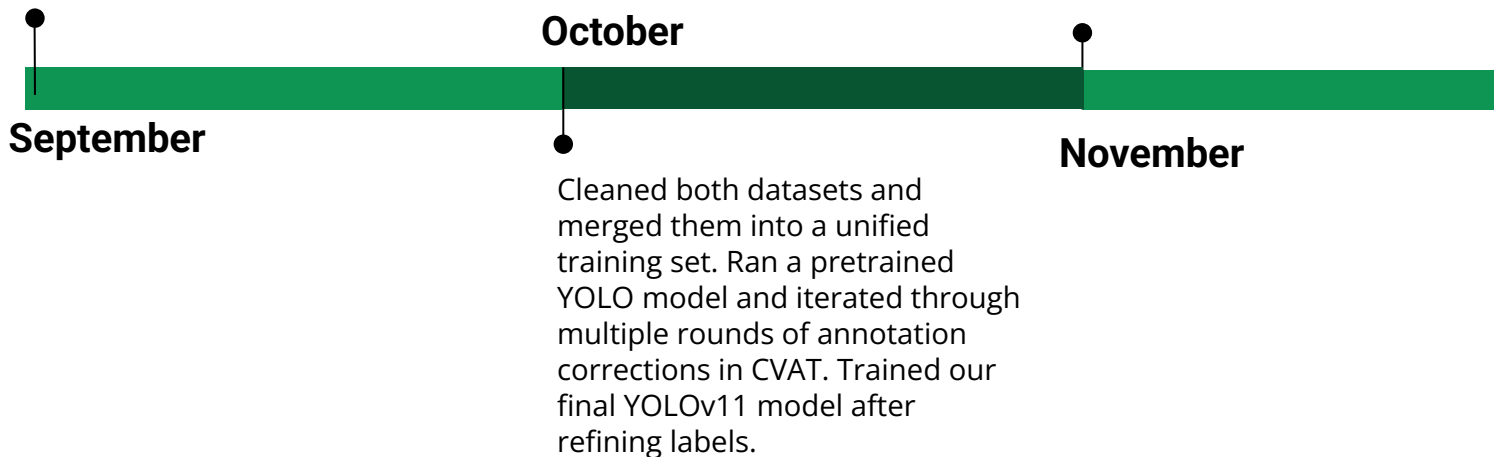 October
September
November
Cleaned both datasets and
merged them into a unified
training set. Ran a pretrained
YOLO model and iterated through
multiple rounds of annotation
corrections in CVAT. Trained our
final YOLOv11 model after
refining labels.